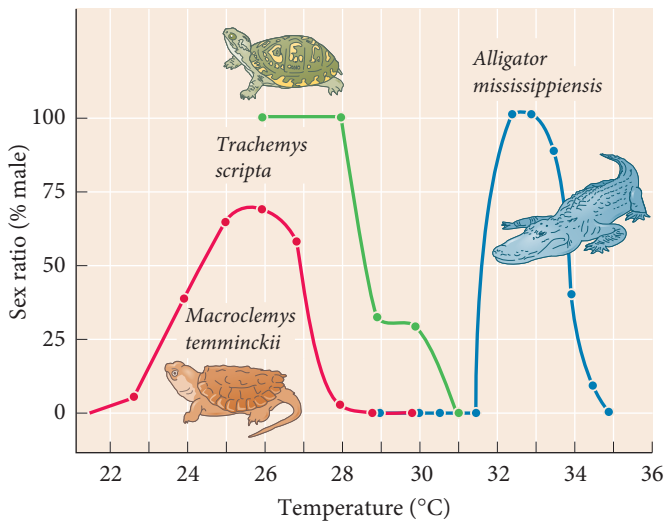 Alligator
mississippiensis
Trachemys
scripta
Macroclemys
temminckii
Sex ratio (% male)
100
75
50
25
0
22 24 26 28 30 32 34 36
Temperature (°C)